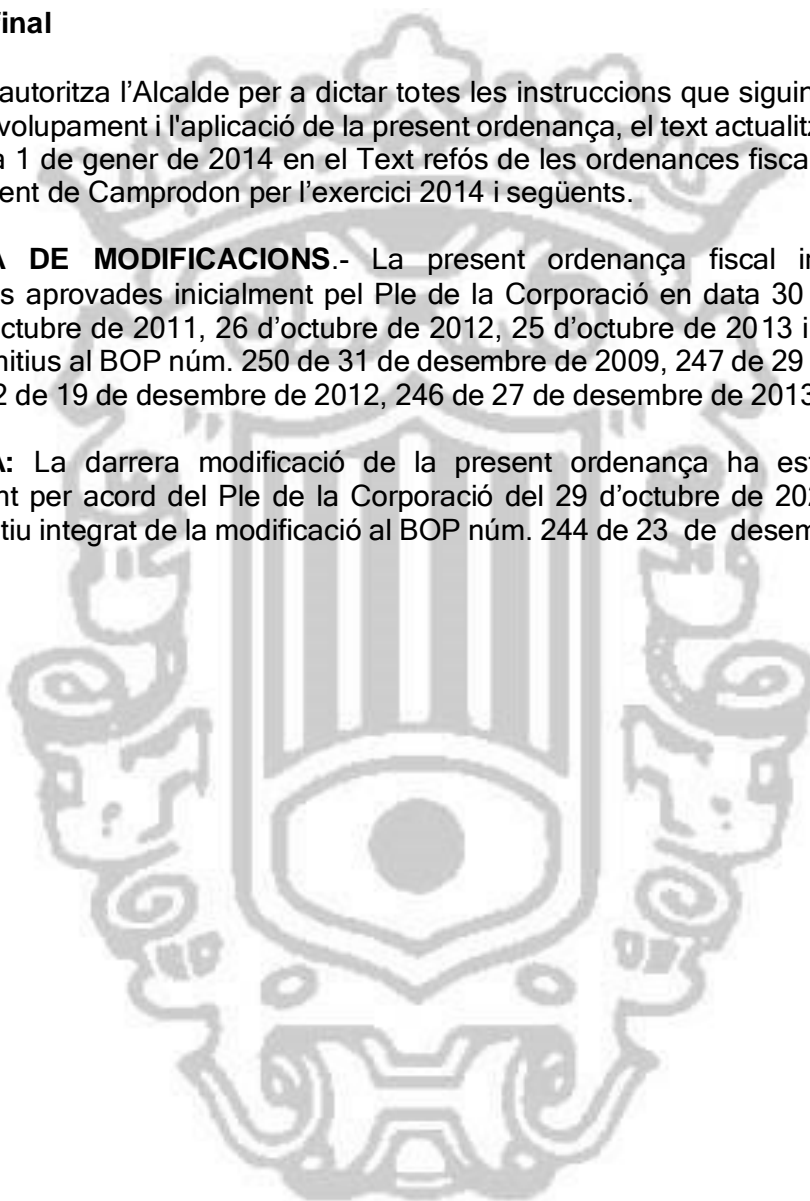 final
autoritza l’Alcalde per a dictar totes les instruccions que siguin
volupament i l'aplicació de la present ordenança, el text actualitz
a 1 de gener de 2014 en el Text refós de les ordenances fisca
ent de Camprodon per l’exercici 2014 i següents.
A DE MODIFICACIONS.- La present ordenança fiscal in
s aprovades inicialment pel Ple de la Corporació en data 30
ctubre de 2011, 26 d’octubre de 2012, 25 d’octubre de 2013 i
nitius al BOP núm. 250 de 31 de desembre de 2009, 247 de 29
2 de 19 de desembre de 2012, 246 de 27 de desembre de 2013
A: La darrera modificació de la present ordenança ha es
nt per acord del Ple de la Corporació del 29 d’octubre de 202
tiu integrat de la modificació al BOP núm. 244 de 23 de desem